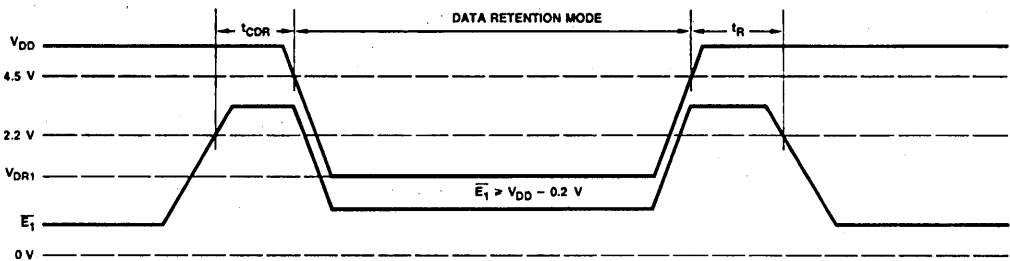 DATA RETENTION MODE
tCDR
tR
VDD
4.5 V
2.2 V
VDR1
E̅1̅ ≥ VDD – 0.2 V
E̅1̅
0 V